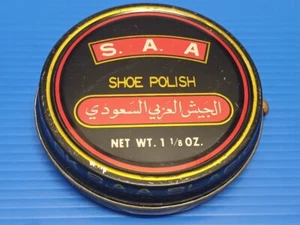 S. A. A
SHOE POLISH
الجيش العربي السعودي
NET WT. 1 1/8 OZ.